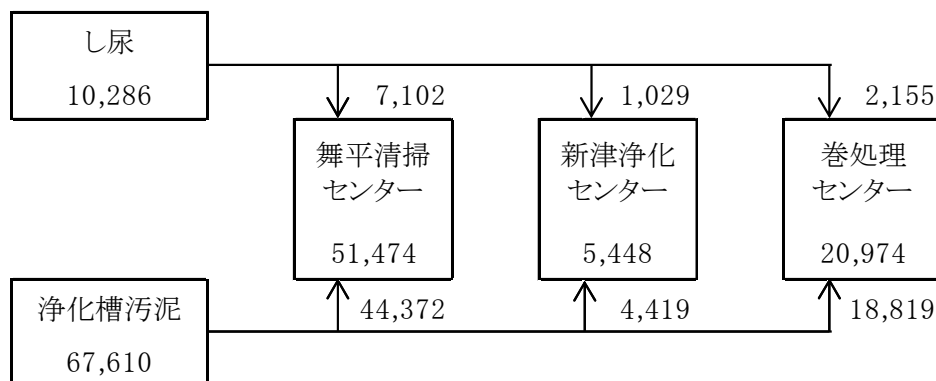 し尿
10,286
7,102
1,029
2,155
舞平清掃
センター
51,474
新津浄化
センター
5,448
巻処理
センター
20,974
浄化槽汚泥
67,610
44,372
4,419
18,819